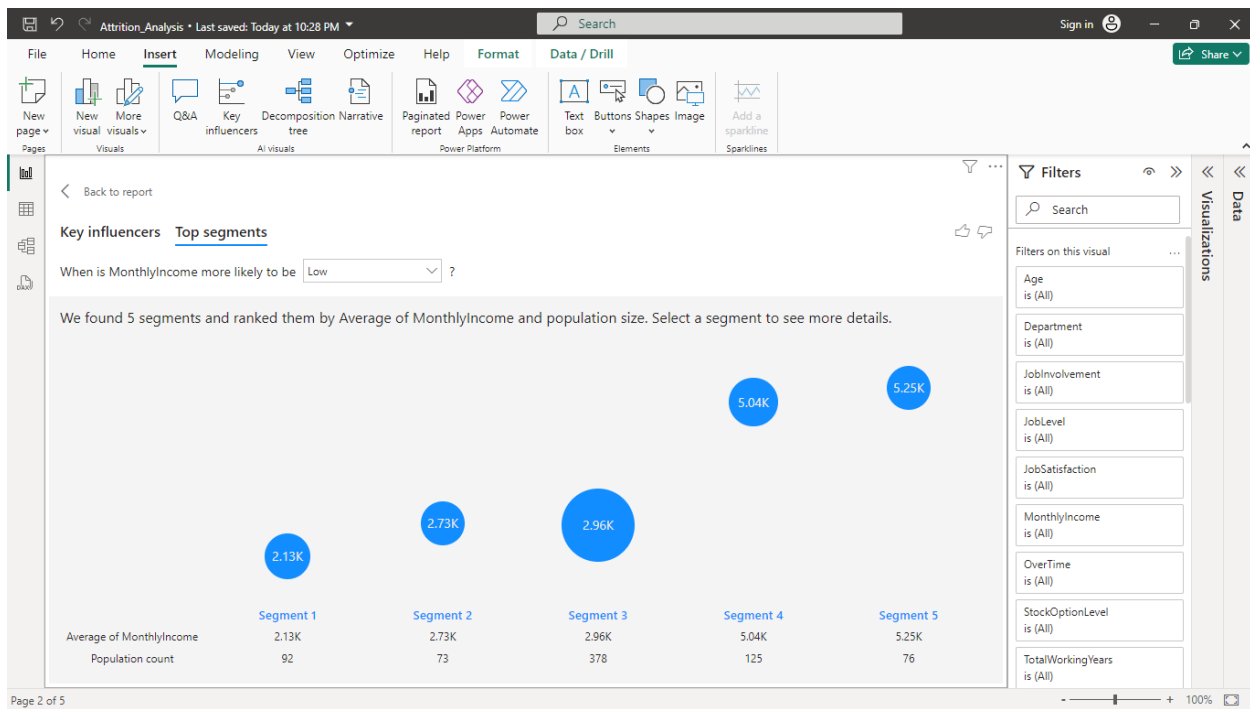 Attrition_Analysis • Last saved: Today at 10:28 PM
Search
Sign in
File Home Insert Modeling View Optimize Help Format Data / Drill
Share
New page
New visual
More visuals
Q&A
Key influencers
Decomposition tree
Narrative
Paginated report
Power Apps
Power Automate
Text box
Buttons
Shapes
Image
Add a sparkline
Pages
Visuals
AI visuals
Power Platform
Elements
Sparklines
Back to report
Key influencers Top segments
When is MonthlyIncome more likely to be Low ?
We found 5 segments and ranked them by Average of MonthlyIncome and population size. Select a segment to see more details.
5.25K
5.04K
2.73K
2.96K
2.13K
Segment 1 Segment 2 Segment 3 Segment 4 Segment 5
Average of MonthlyIncome 2.13K 2.73K 2.96K 5.04K 5.25K
Population count 92 73 378 125 76
Filters
Search
Filters on this visual
Age
is (All)
Department
is (All)
JobInvolvement
is (All)
JobLevel
is (All)
JobSatisfaction
is (All)
MonthlyIncome
is (All)
OverTime
is (All)
StockOptionLevel
is (All)
TotalWorkingYears
is (All)
Visualizations
Data
Page 2 of 5
- + 100%